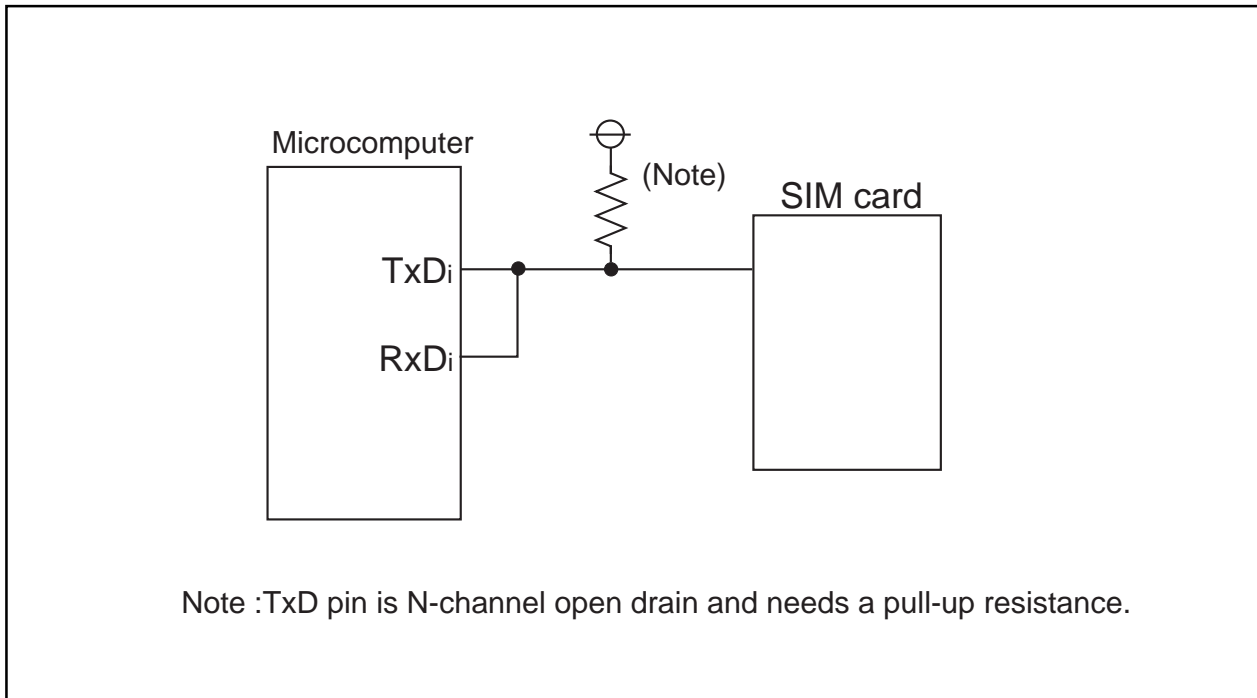 Microcomputer
(Note)
SIM card
TxDi
RxDi
Note :TxD pin is N-channel open drain and needs a pull-up resistance.